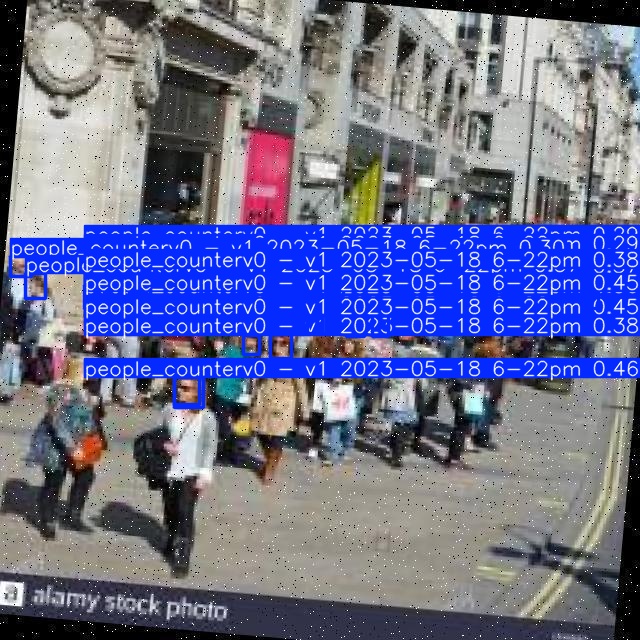 people_counterv0 - v1 2023-05-18 6-22pm 0.29
people_counterv0 - v1 2023-05-18 6-22pm 0.30
people_counterv0 - v1 2023-05-18 6-22pm 0.38
people_counterv0 - v1 2023-05-18 6-22pm 0.45
people_counterv0 - v1 2023-05-18 6-22pm 0.45
people_counterv0 - v1 2023-05-18 6-22pm 0.38
people_counterv0 - v1 2023-05-18 6-22pm 0.46
a alamy stock photo